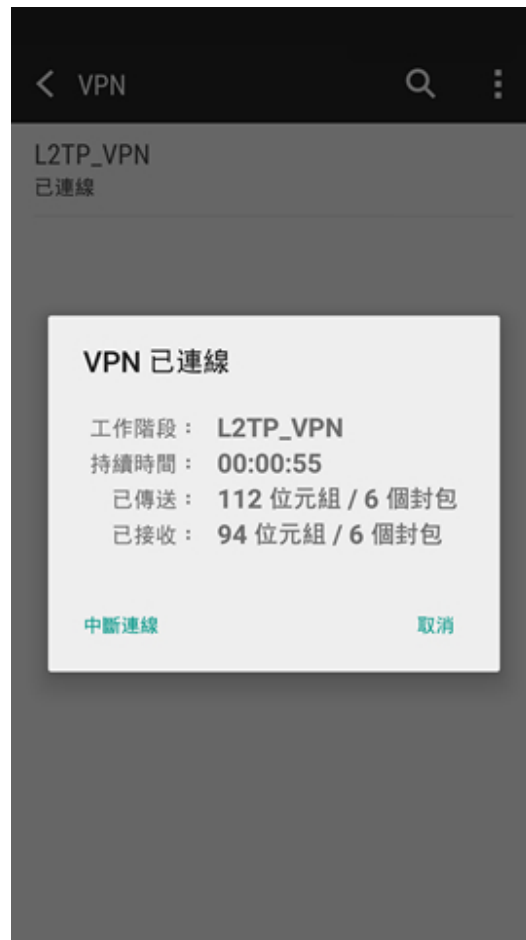 VPN
L2TP_VPN
已連線
VPN 已連線
工作階段： L2TP_VPN
持續時間： 00:00:55
已傳送： 112 位元組 / 6 個封包
已接收： 94 位元組 / 6 個封包
中斷連線 取消